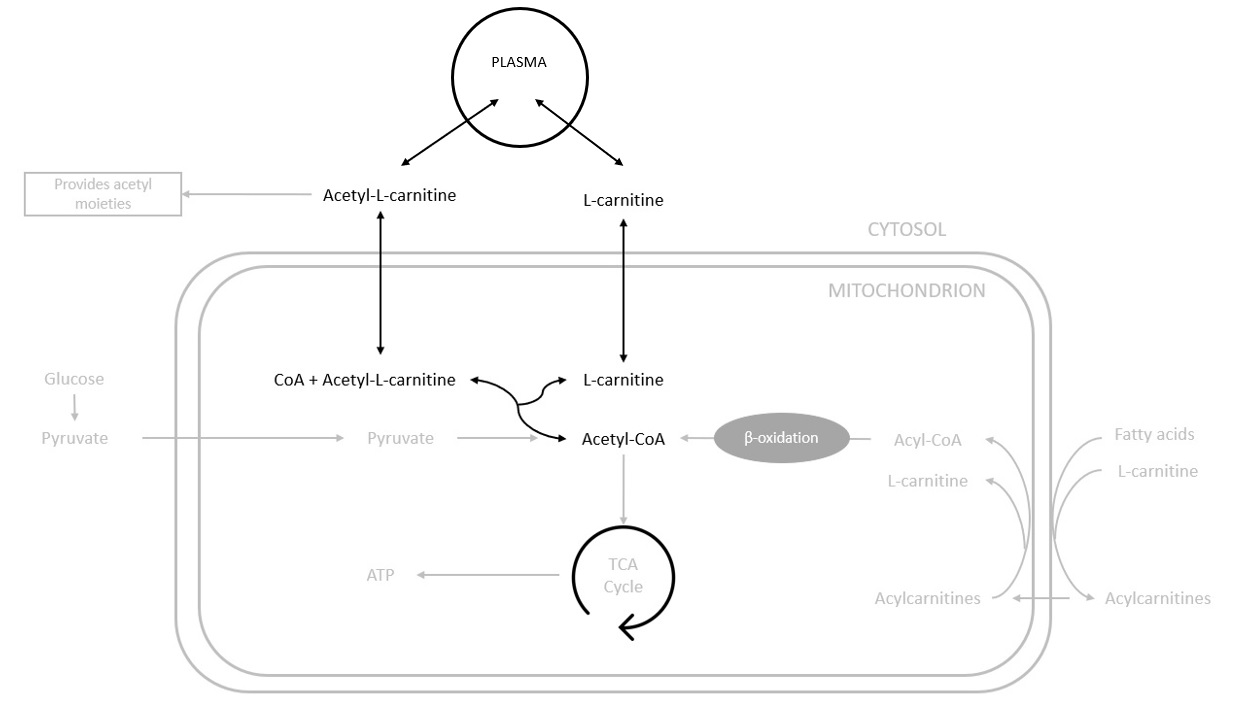 PLASMA
Provides acetyl
moieties
Acetyl-L-carnitine
L-carnitine
CYTOSOL
MITOCHONDRION
Glucose
CoA + Acetyl-L-carnitine
L-carnitine
Pyruvate
Pyruvate
Acetyl-CoA
β-oxidation
Acyl-CoA
Fatty acids
L-carnitine
L-carnitine
ATP
TCA
Cycle
Acylcarnitines
Acylcarnitines